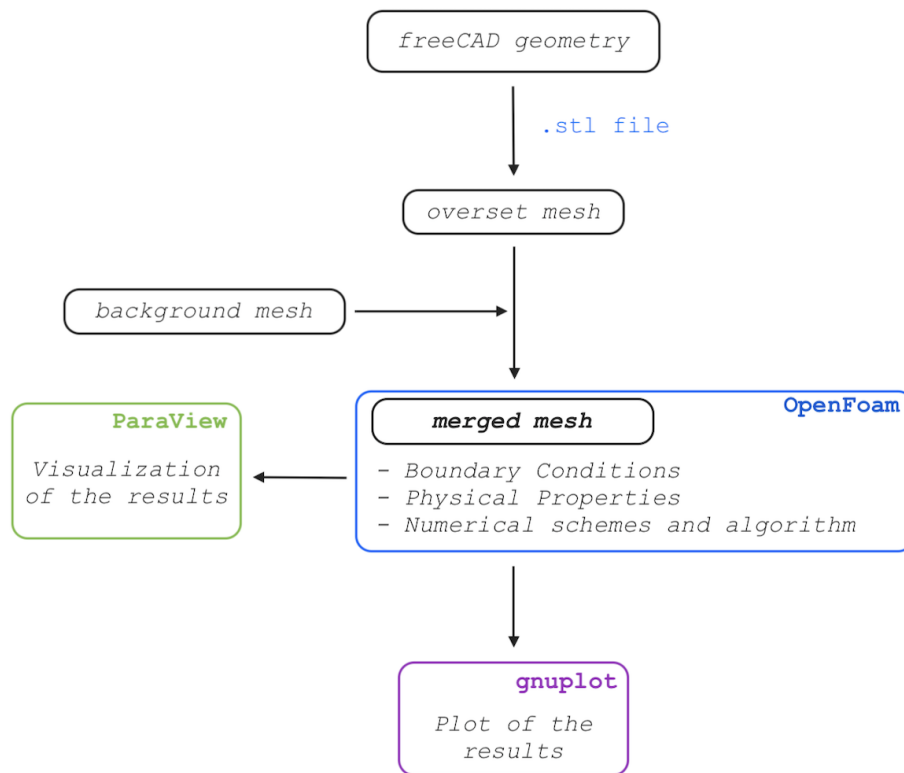 freeCAD geometry
.stl file
overset mesh
background mesh
OpenFoam
merged mesh
- Boundary Conditions
- Physical Properties
- Numerical schemes and algorithm
ParaView
Visualization
of the results
gnuplot
Plot of the
results